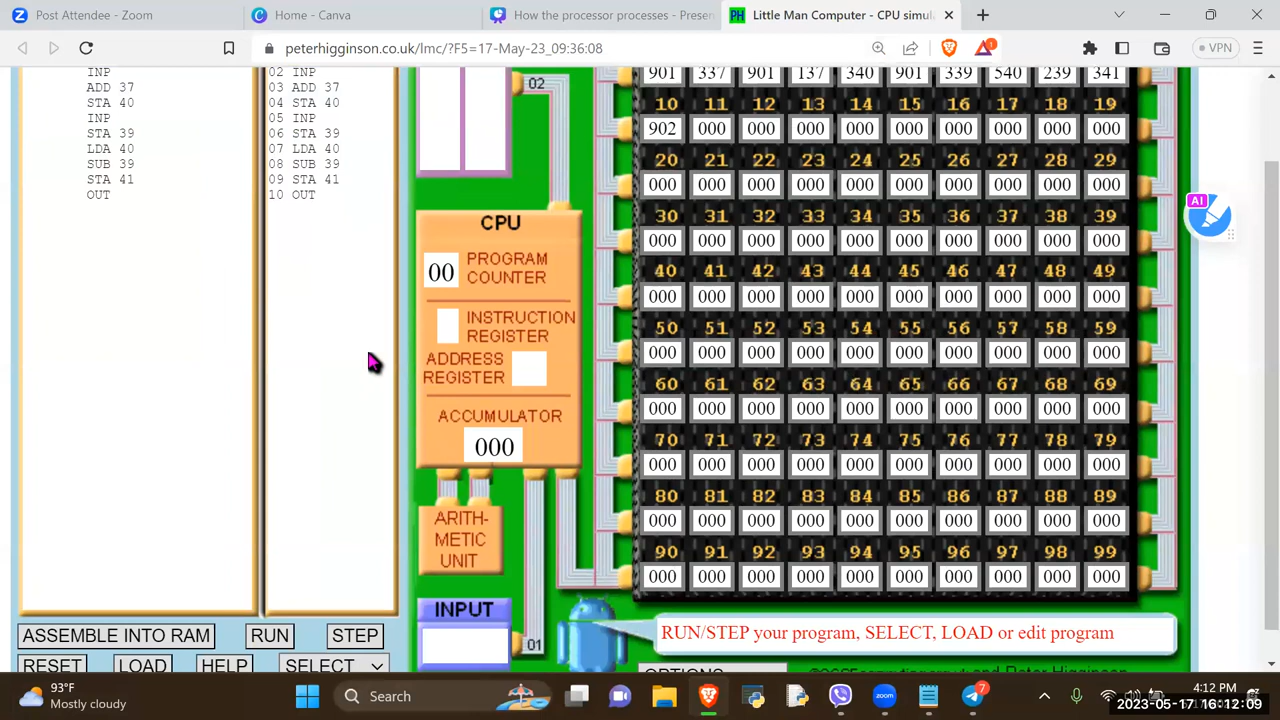 Post Attendee - Zoom
Home - Canva
How the processor processes - Presen
Little Man Computer - CPU simul
peterhigginson.co.uk/lmc/?F5=17-May-23_09:36:08
VPN
INP
ADD 37
STA 40
INP
STA 39
LDA 40
SUB 39
STA 41
OUT
02 INP
03 ADD 37
04 STA 40
05 INP
06 STA 39
07 LDA 40
08 SUB 39
09 STA 41
10 OUT
02
CPU
00 PROGRAM
COUNTER
INSTRUCTION
REGISTER
ADDRESS
REGISTER
ACCUMULATOR
000
ARITH-
METIC
UNIT
INPUT
01
901 337 901 137 340 901 339 540 239 341
10 11 12 13 14 15 16 17 18 19
902 000 000 000 000 000 000 000 000 000
20 21 22 23 24 25 26 27 28 29
000 000 000 000 000 000 000 000 000 000
30 31 32 33 34 35 36 37 38 39
000 000 000 000 000 000 000 000 000 000
40 41 42 43 44 45 46 47 48 49
000 000 000 000 000 000 000 000 000 000
50 51 52 53 54 55 56 57 58 59
000 000 000 000 000 000 000 000 000 000
60 61 62 63 64 65 66 67 68 69
000 000 000 000 000 000 000 000 000 000
70 71 72 73 74 75 76 77 78 79
000 000 000 000 000 000 000 000 000 000
80 81 82 83 84 85 86 87 88 89
000 000 000 000 000 000 000 000 000 000
90 91 92 93 94 95 96 97 98 99
000 000 000 000 000 000 000 000 000 000
AI
RUN/STEP your program, SELECT, LOAD or edit program
ASSEMBLE INTO RAM RUN STEP
RESET LOAD HELP SELECT
OPTIONS
and Peter Higginson
93°F
Mostly cloudy
Search
zoom
7
4:12 PM
2023-05-17 16:12:09